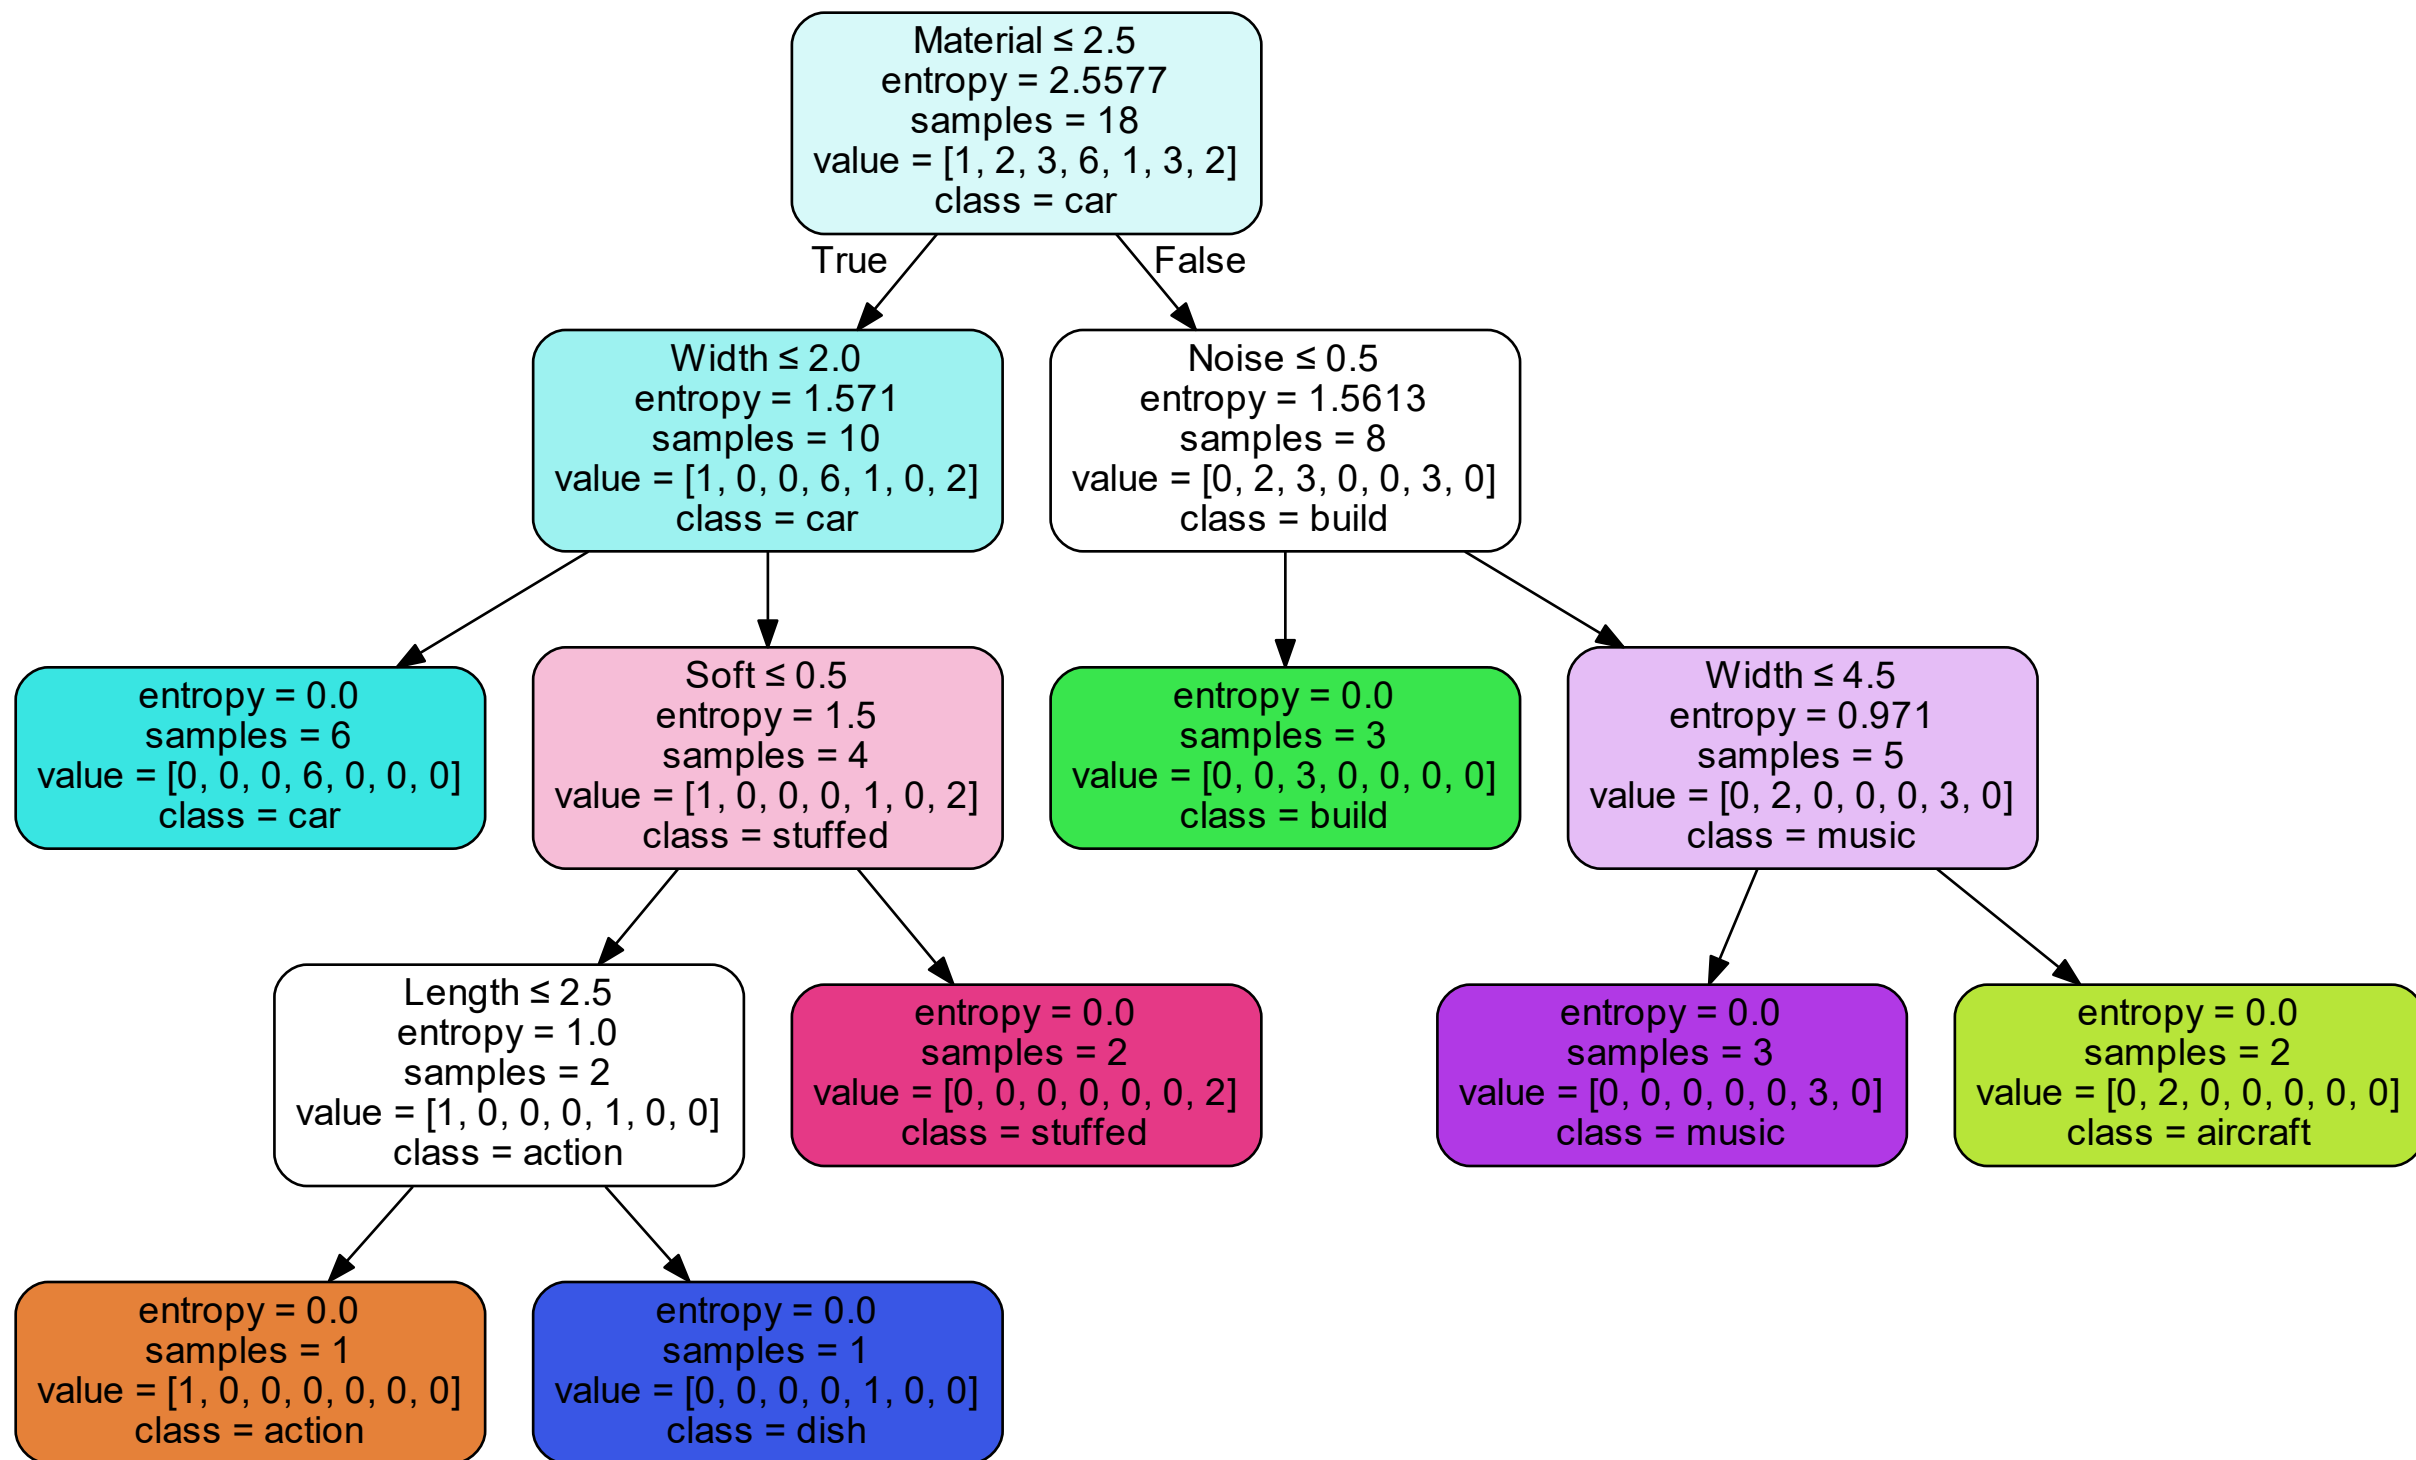 Material ≤ 2.5
entropy = 2.5577
samples = 18
value = [1, 2, 3, 6, 1, 3, 2]
class = car
True
False
Width ≤ 2.0
entropy = 1.571
samples = 10
value = [1, 0, 0, 6, 1, 0, 2]
class = car
Noise ≤ 0.5
entropy = 1.5613
samples = 8
value = [0, 2, 3, 0, 0, 3, 0]
class = build
entropy = 0.0
samples = 6
value = [0, 0, 0, 6, 0, 0, 0]
class = car
Soft ≤ 0.5
entropy = 1.5
samples = 4
value = [1, 0, 0, 0, 1, 0, 2]
class = stuffed
entropy = 0.0
samples = 3
value = [0, 0, 3, 0, 0, 0, 0]
class = build
Width ≤ 4.5
entropy = 0.971
samples = 5
value = [0, 2, 0, 0, 0, 3, 0]
class = music
Length ≤ 2.5
entropy = 1.0
samples = 2
value = [1, 0, 0, 0, 1, 0, 0]
class = action
entropy = 0.0
samples = 2
value = [0, 0, 0, 0, 0, 0, 2]
class = stuffed
entropy = 0.0
samples = 3
value = [0, 0, 0, 0, 0, 3, 0]
class = music
entropy = 0.0
samples = 2
value = [0, 2, 0, 0, 0, 0, 0]
class = aircraft
entropy = 0.0
samples = 1
value = [1, 0, 0, 0, 0, 0, 0]
class = action
entropy = 0.0
samples = 1
value = [0, 0, 0, 0, 1, 0, 0]
class = dish